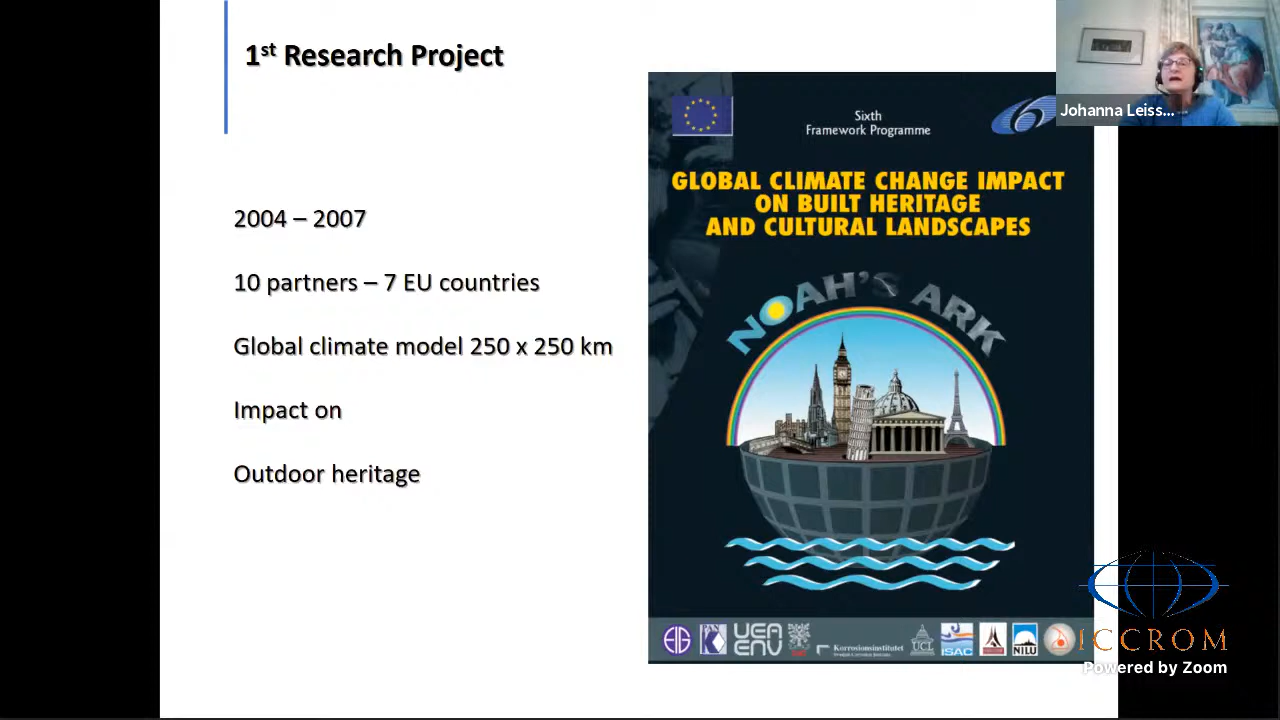 1st Research Project
Johanna Leiss...
2004 – 2007
10 partners – 7 EU countries
Global climate model 250 x 250 km
Impact on
Outdoor heritage
Sixth
Framework Programme
6
GLOBAL CLIMATE CHANGE IMPACT
ON BUILT HERITAGE
AND CULTURAL LANDSCAPES
NOAH'S ARK
PAN
UEA
ENV
Korrosionsinstitutet
UCL
ISAC
NILU
ICCROM
Powered by Zoom